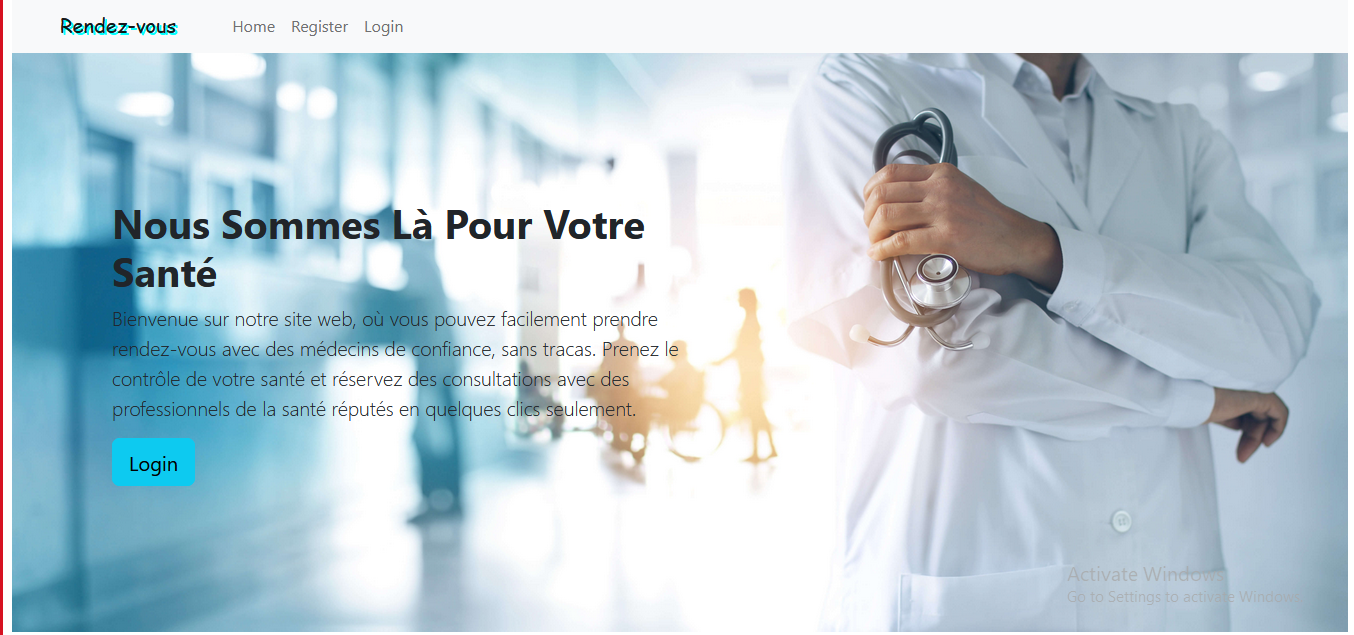 Rendez-vous
Home Register Login
Nous Sommes Là Pour Votre
Santé
Bienvenue sur notre site web, où vous pouvez facilement prendre
rendez-vous avec des médecins de confiance, sans tracas. Prenez le
contrôle de votre santé et réservez des consultations avec des
professionnels de la santé réputés en quelques clics seulement.
Login
Activate Windows
Go to Settings to activate Windows.